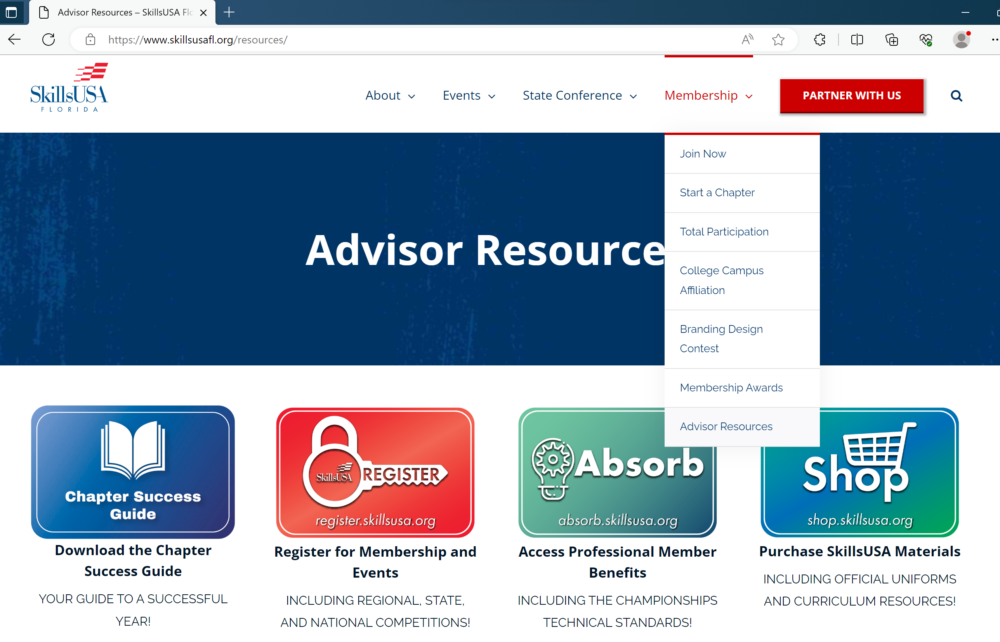 Advisor Resources – SkillsUSA Flo
https://www.skillsusafl.org/resources/
SkillsUSA
FLORIDA
About
Events
State Conference
Membership
PARTNER WITH US
Join Now
Start a Chapter
Total Participation
College Campus
Affiliation
Branding Design
Contest
Membership Awards
Advisor Resources
Advisor Resource
Chapter Success
Guide
Download the Chapter
Success Guide
YOUR GUIDE TO A SUCCESSFUL
YEAR!
SkillsUSA
REGISTER
register.skillsusa.org
Register for Membership and
Events
INCLUDING REGIONAL, STATE,
AND NATIONAL COMPETITIONS!
Absorb
absorb.skillsusa.org
Access Professional Member
Benefits
INCLUDING THE CHAMPIONSHIPS
TECHNICAL STANDARDS!
Shop
shop.skillsusa.org
Purchase SkillsUSA Materials
INCLUDING OFFICIAL UNIFORMS
AND CURRICULUM RESOURCES!